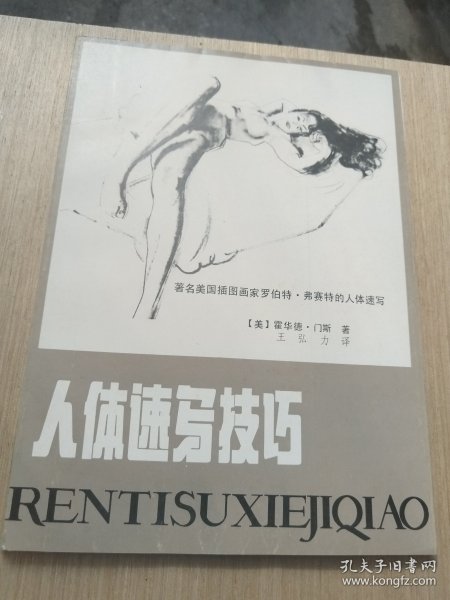 著名美国插图画家罗伯特·弗赛特的人体速写
【美】霍华德·门斯 著
王弘力 译
人体速写技巧
RENTISUXIEJIQIAO
孔夫子旧书网
www.kongfz.com